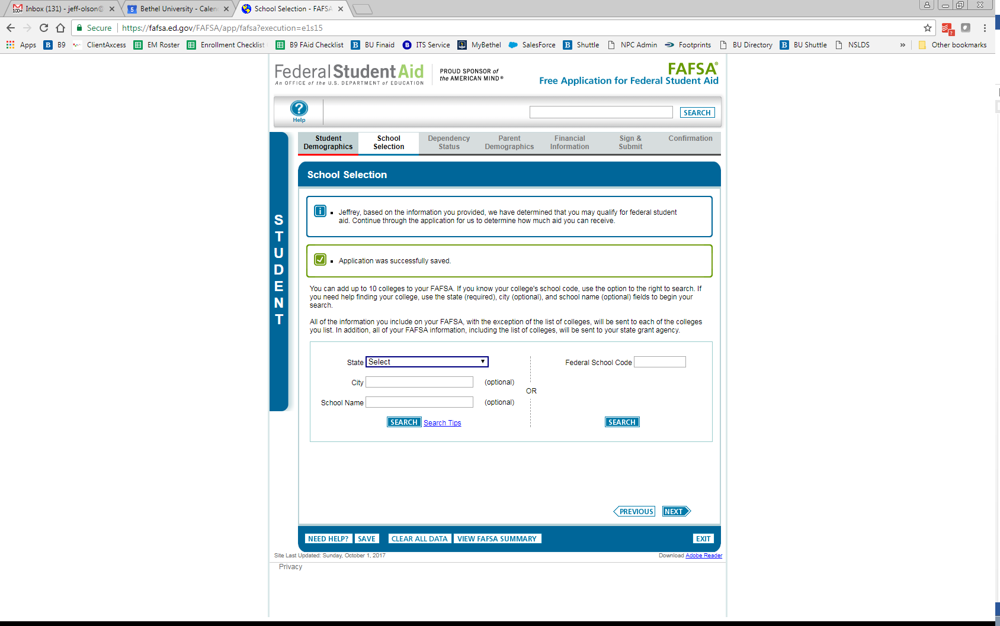 Inbox (131) - jeff-olson@
5 Bethel University - Calen
School Selection - FAFSA
Secure https://fafsa.ed.gov/FAFSA/app/fafsa?execution=e1s15
Apps B B9 ClientAxcess EM Roster Enrollment Checklist B9 FAid Checklist B BU Finaid B ITS Service MyBethel SalesForce B Shuttle NPC Admin Footprints BU Directory B BU Shuttle NSLDS » Other bookmarks
Federal Student Aid
An OFFICE of the U.S. DEPARTMENT of EDUCATION
PROUD SPONSOR of
the AMERICAN MIND®
FAFSA®
Free Application for Federal Student Aid
? Help
SEARCH
STUDENT
Student Demographics
School Selection
Dependency Status
Parent Demographics
Financial Information
Sign & Submit
Confirmation
School Selection
Jeffrey, based on the information you provided, we have determined that you may qualify for federal student
aid. Continue through the application for us to determine how much aid you can receive.
Application was successfully saved.
You can add up to 10 colleges to your FAFSA. If you know your college's school code, use the option to the right to search. If
you need help finding your college, use the state (required), city (optional), and school name (optional) fields to begin your
search.
All of the information you include on your FAFSA, with the exception of the list of colleges, will be sent to each of the colleges
you list. In addition, all of your FAFSA information, including the list of colleges, will be sent to your state grant agency.
State Select
City (optional)
School Name (optional)
SEARCH Search Tips
OR
Federal School Code
SEARCH
PREVIOUS NEXT
NEED HELP? SAVE CLEAR ALL DATA VIEW FAFSA SUMMARY EXIT
Site Last Updated: Sunday, October 1, 2017
Download Adobe Reader
Privacy